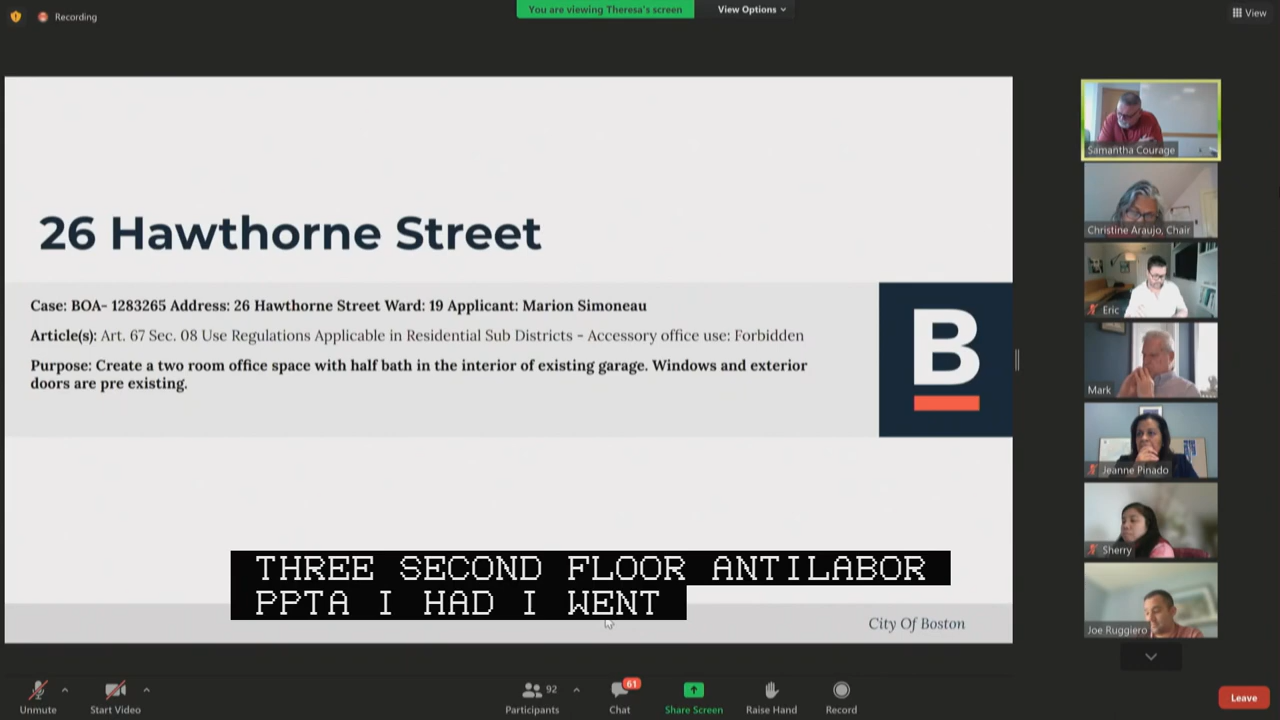 Recording
You are viewing Theresa's screen
View Options
View
26 Hawthorne Street
Case: BOA- 1283265 Address: 26 Hawthorne Street Ward: 19 Applicant: Marion Simoneau
Article(s): Art. 67 Sec. 08 Use Regulations Applicable in Residential Sub Districts - Accessory office use: Forbidden
Purpose: Create a two room office space with half bath in the interior of existing garage. Windows and exterior
doors are pre existing.
B
THREE SECOND FLOOR ANTILABOR
PPTA I HAD I WENT
City Of Boston
Samantha Courage
Christine Araujo, Chair
Eric
Mark
Jeanne Pinado
Sherry
Joe Ruggiero
Unmute
Start Video
92
Participants
61
Chat
Share Screen
Raise Hand
Record
Leave